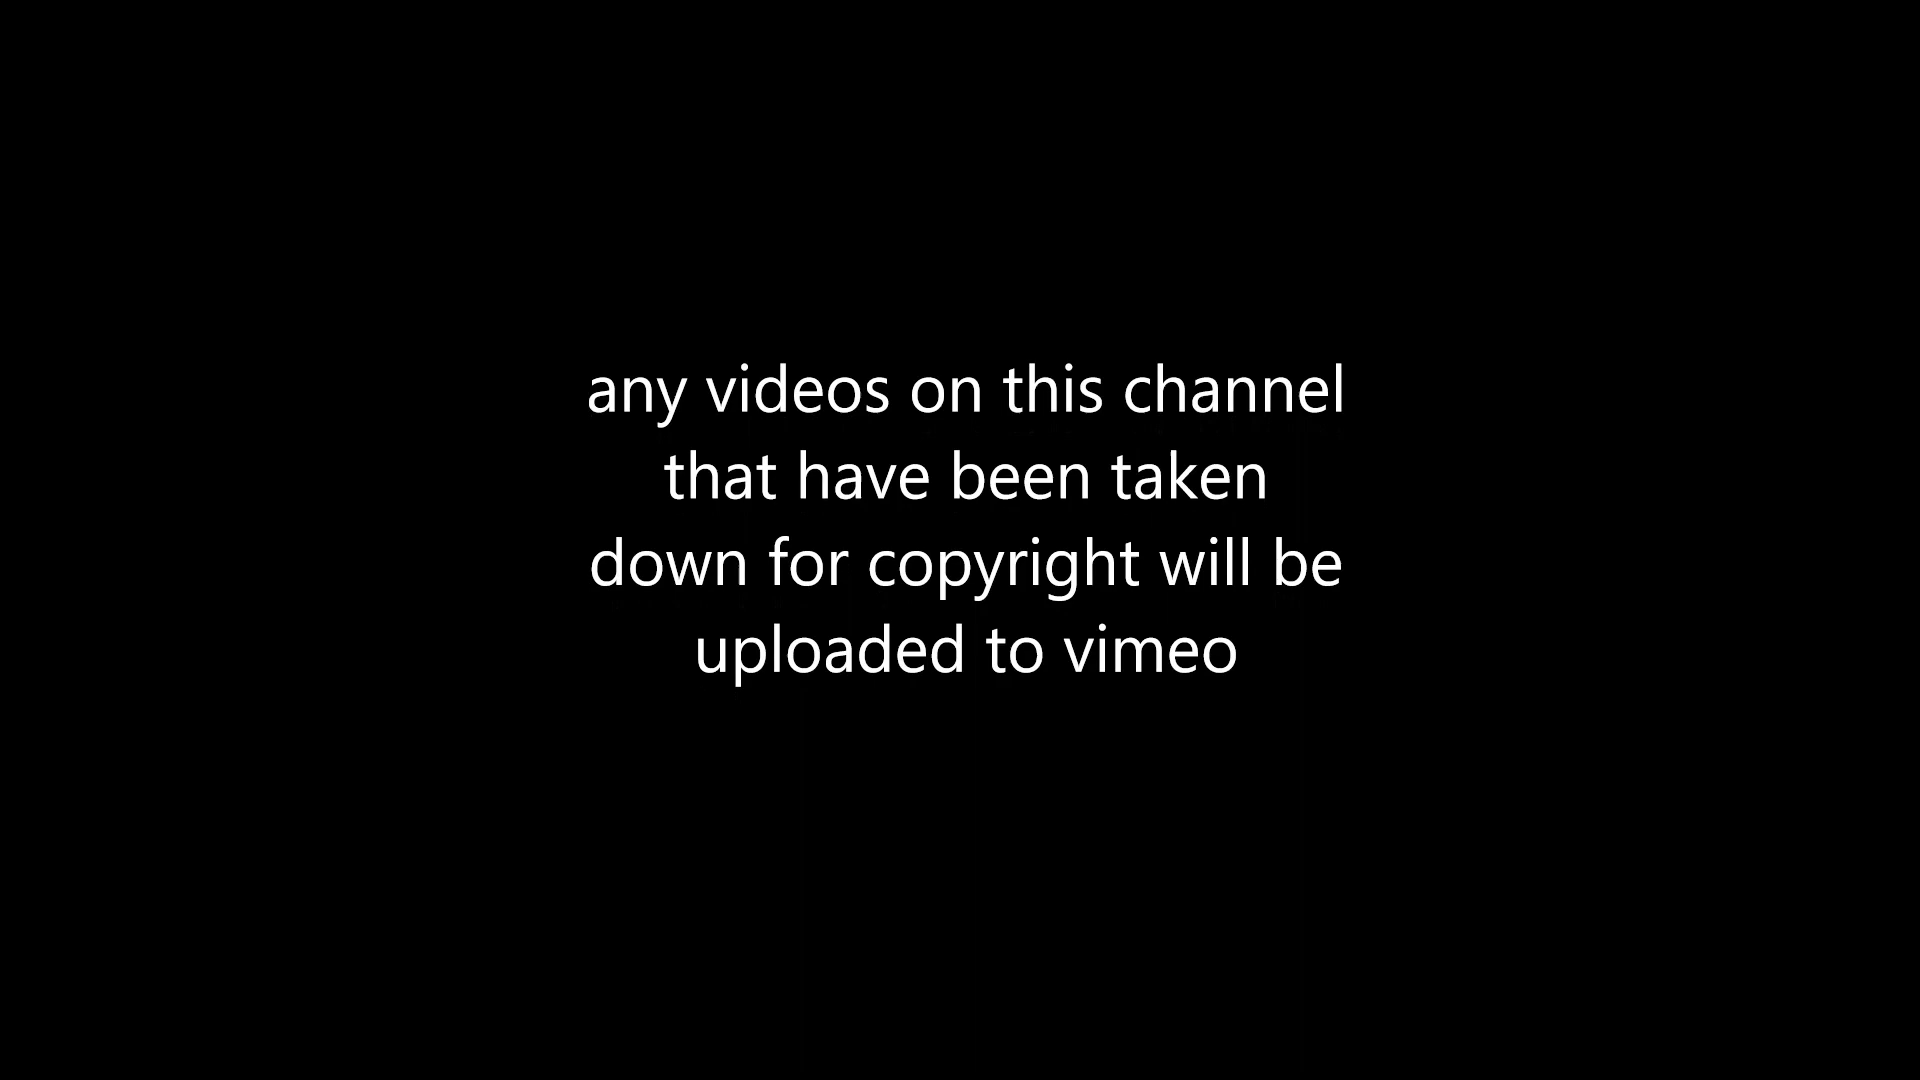 any videos on this channel
that have been taken
down for copyright will be
uploaded to vimeo